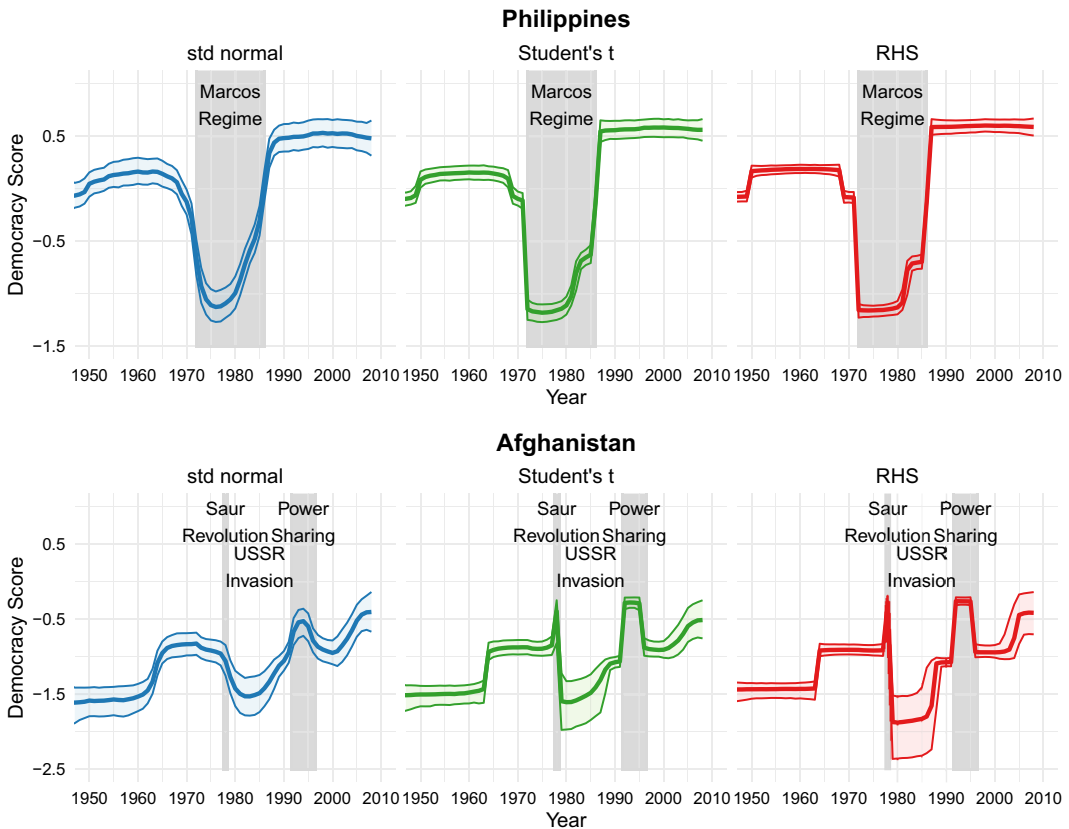 Philippines
std normal
Student's t
RHS
Democracy Score
0.5
−0.5
−1.5
Marcos
Regime
Marcos
Regime
Marcos
Regime
1950 1960 1970 1980 1990 2000 2010
1950 1960 1970 1980 1990 2000 2010
1950 1960 1970 1980 1990 2000 2010
Year
Afghanistan
std normal
Student's t
RHS
Democracy Score
0.5
−0.5
−1.5
−2.5
Saur
Revolution
Power
Sharing
USSR
Invasion
Saur
Revolution
Power
Sharing
USSR
Invasion
Saur
Revolution
Power
Sharing
USSR
Invasion
1950 1960 1970 1980 1990 2000 2010
1950 1960 1970 1980 1990 2000 2010
1950 1960 1970 1980 1990 2000 2010
Year